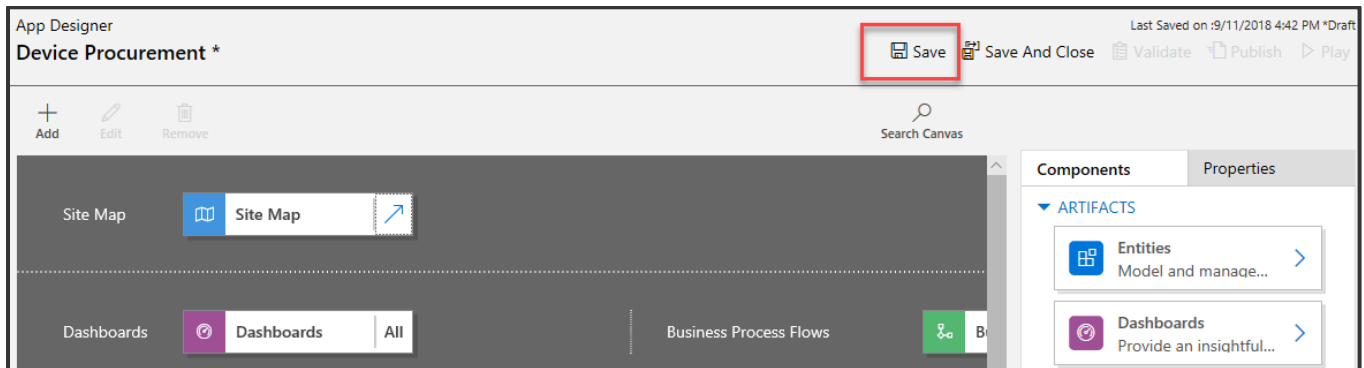 App Designer
Last Saved on :9/11/2018 4:42 PM *Draft
Device Procurement *
Save
Save And Close
Validate
Publish
Play
Add
Edit
Remove
Search Canvas
Components
Properties
ARTIFACTS
Site Map
Site Map
Entities
Model and manage...
Dashboards
Dashboards
All
Business Process Flows
Dashboards
Provide an insightful...